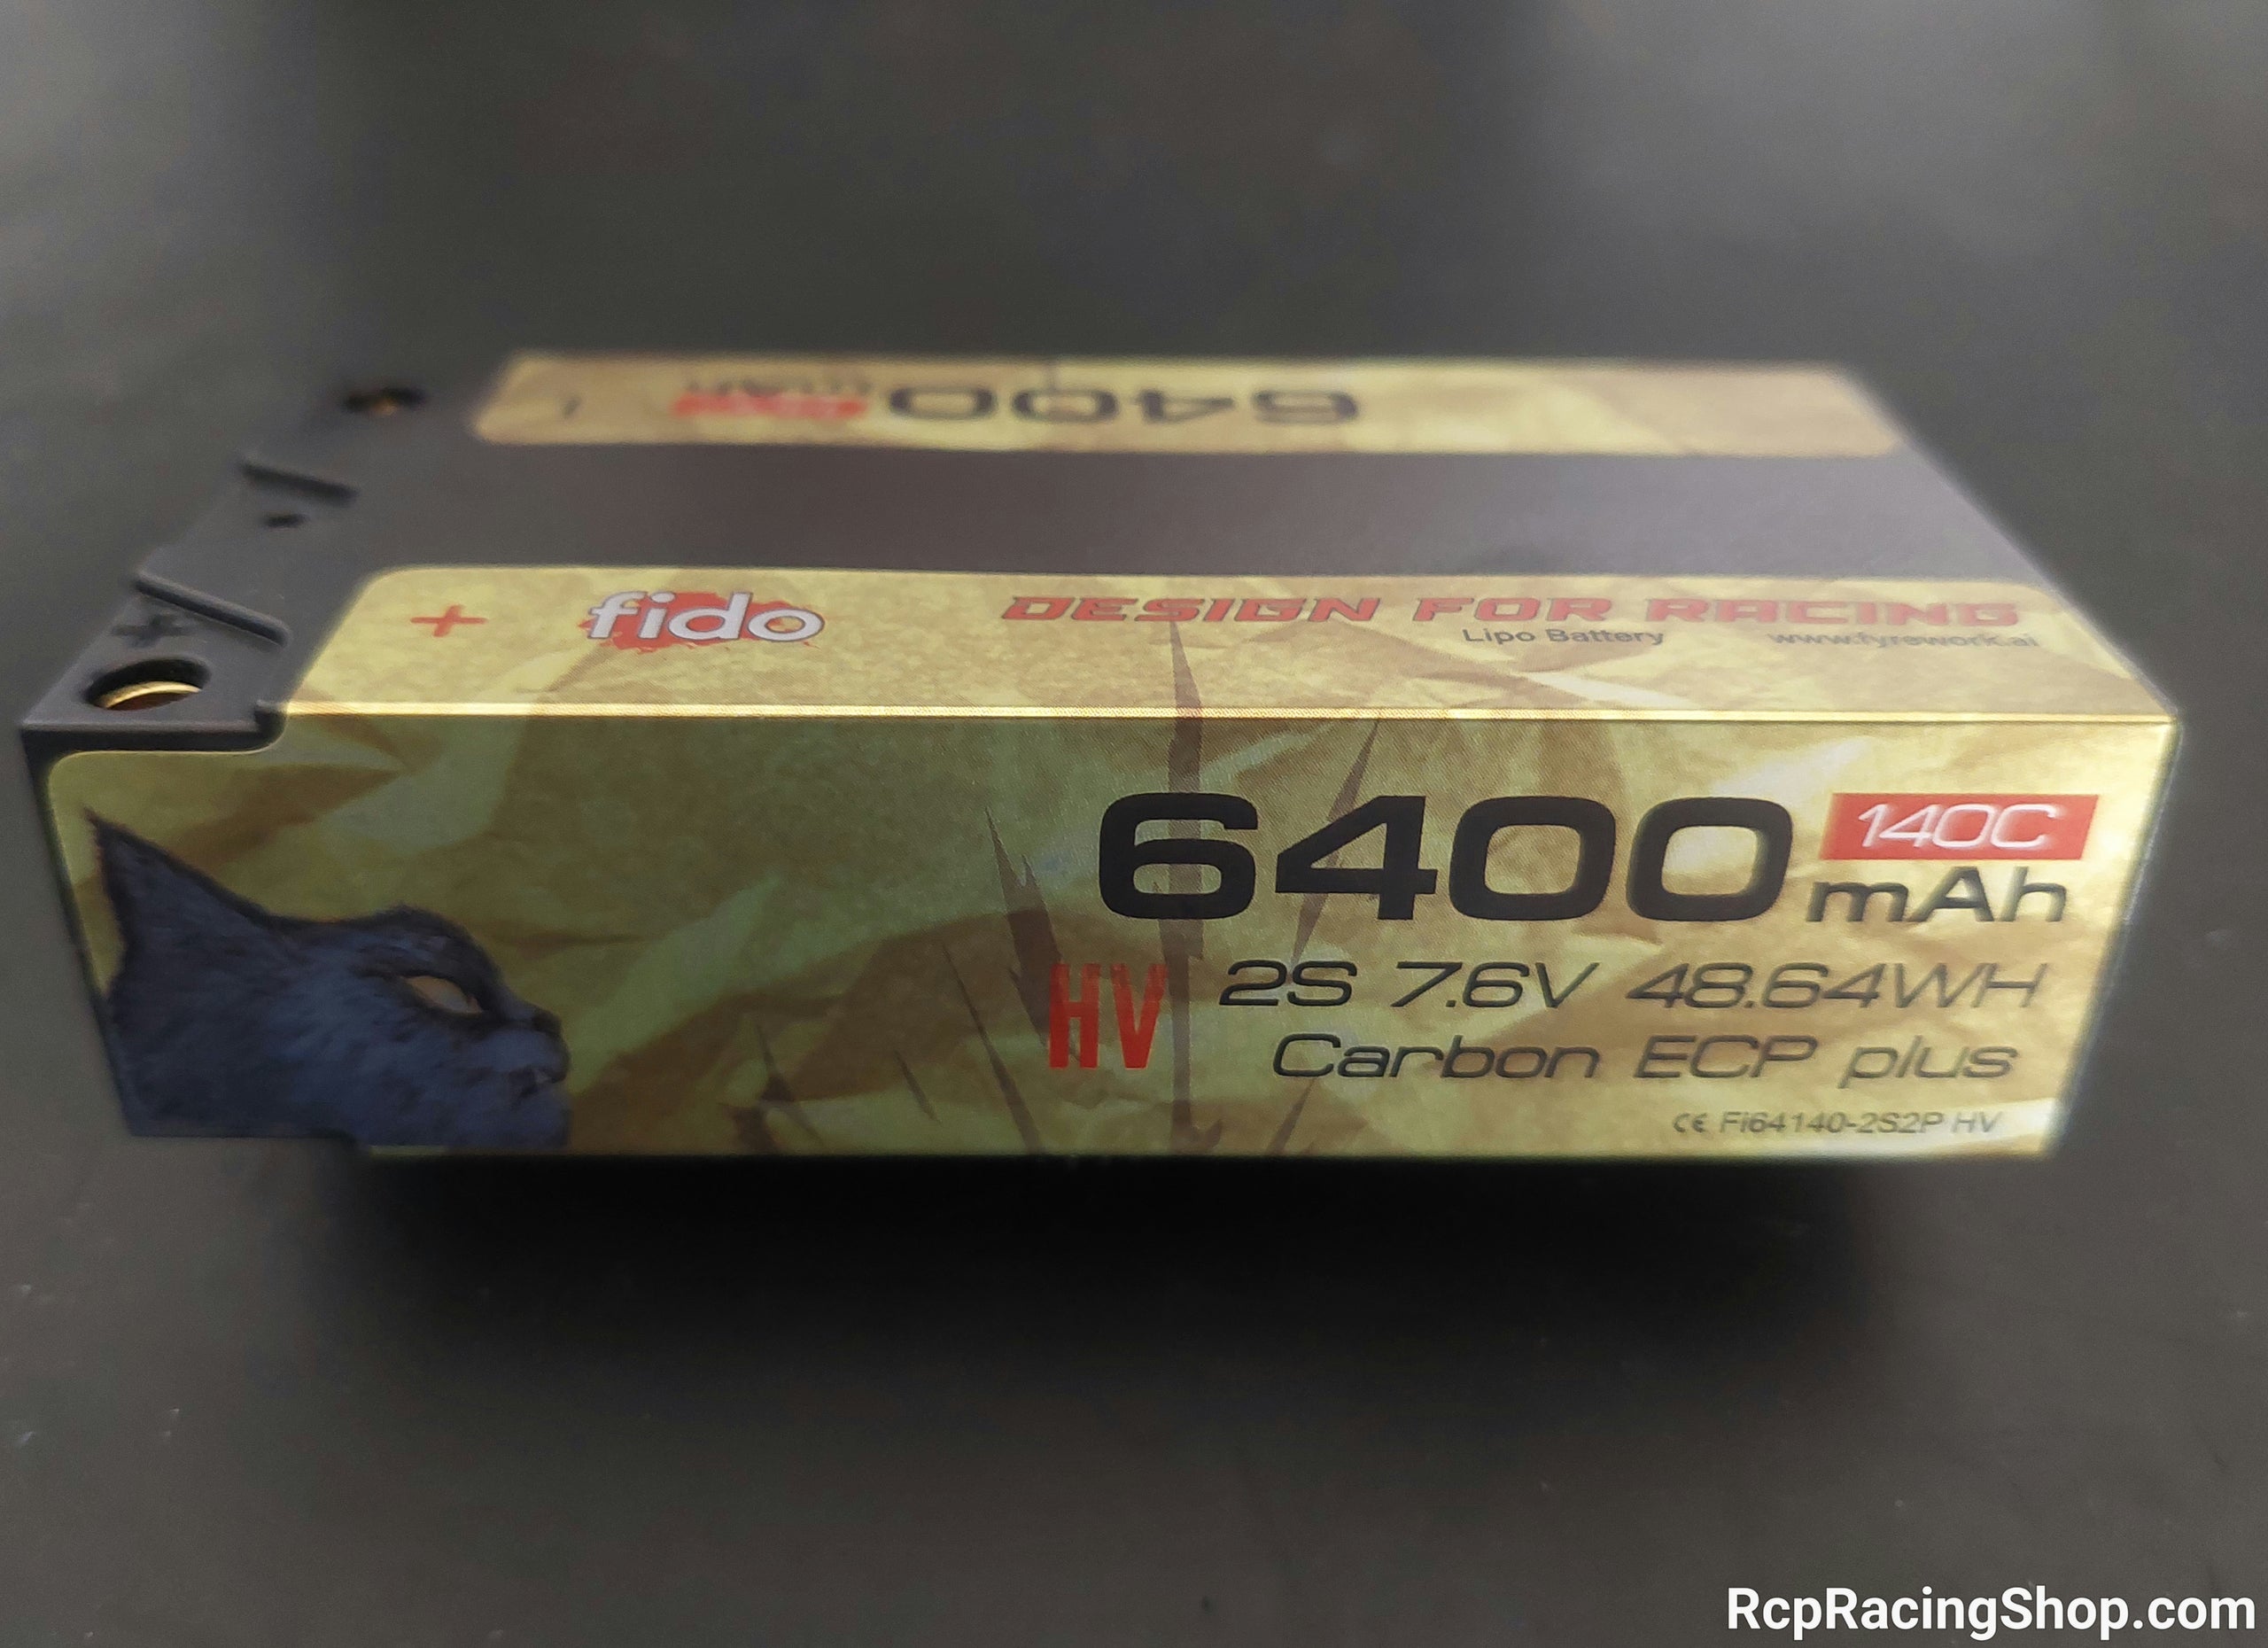 6400
+
fido
DESIGN FOR RACING
Lipo Battery www.fyrework.ai
+
6400 140C
mAh
HV 2S 7.6V 48.64WH
Carbon ECP plus
CE Fi64140-2S2P HV
RcpRacingShop.com